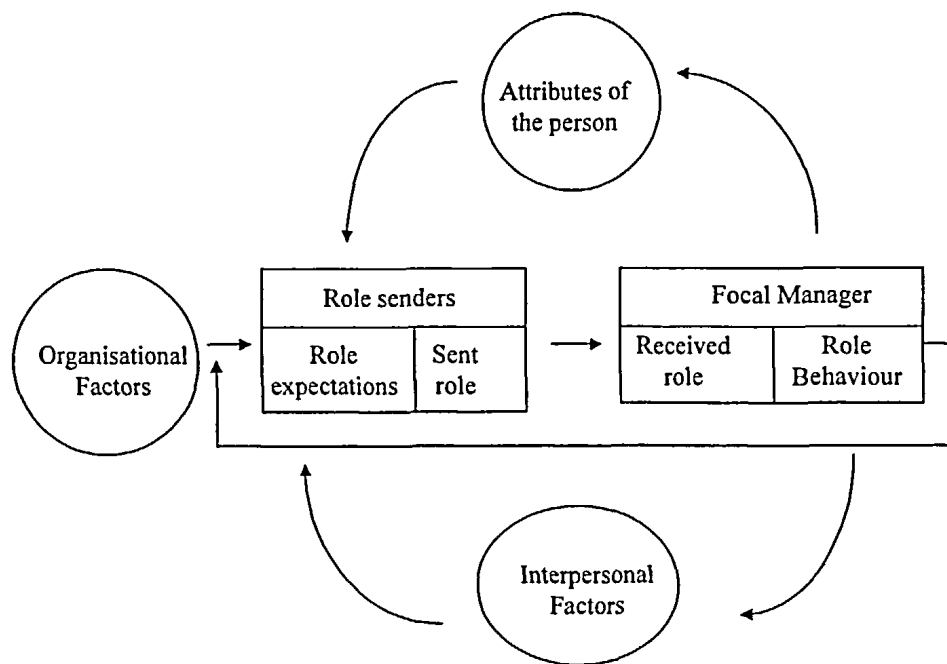 Attributes of
the person
Role senders
Focal Manager
Organisational
Factors
Role
expectations
Sent
role
Received
role
Role
Behaviour
Interpersonal
Factors